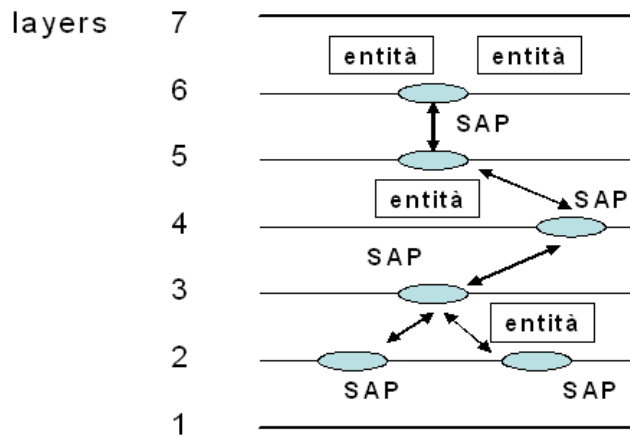 layers 7
entità entità
6
SAP
5
entità SAP
4
SAP
3
entità
2
SAP SAP
1